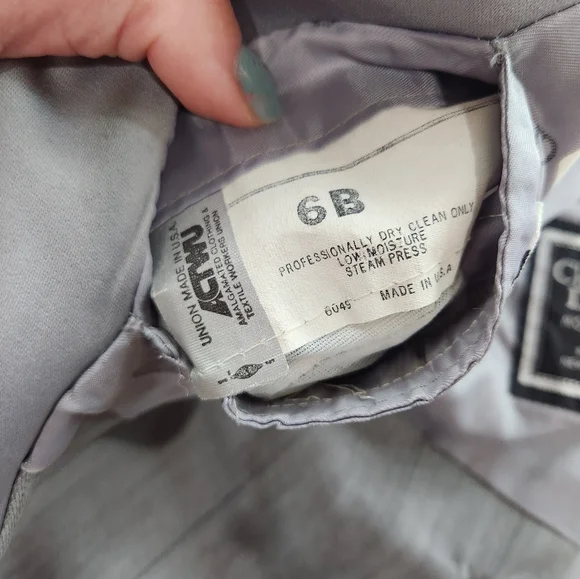 6B
PROFESSIONALLY DRY CLEAN ONLY
LOW MOISTURE
STEAM PRESS
6045 MADE IN U.S.A
UNION MADE IN U.S.A.
ACTWU
AMALGAMATED CLOTHING &
TEXTILE WORKERS UNION